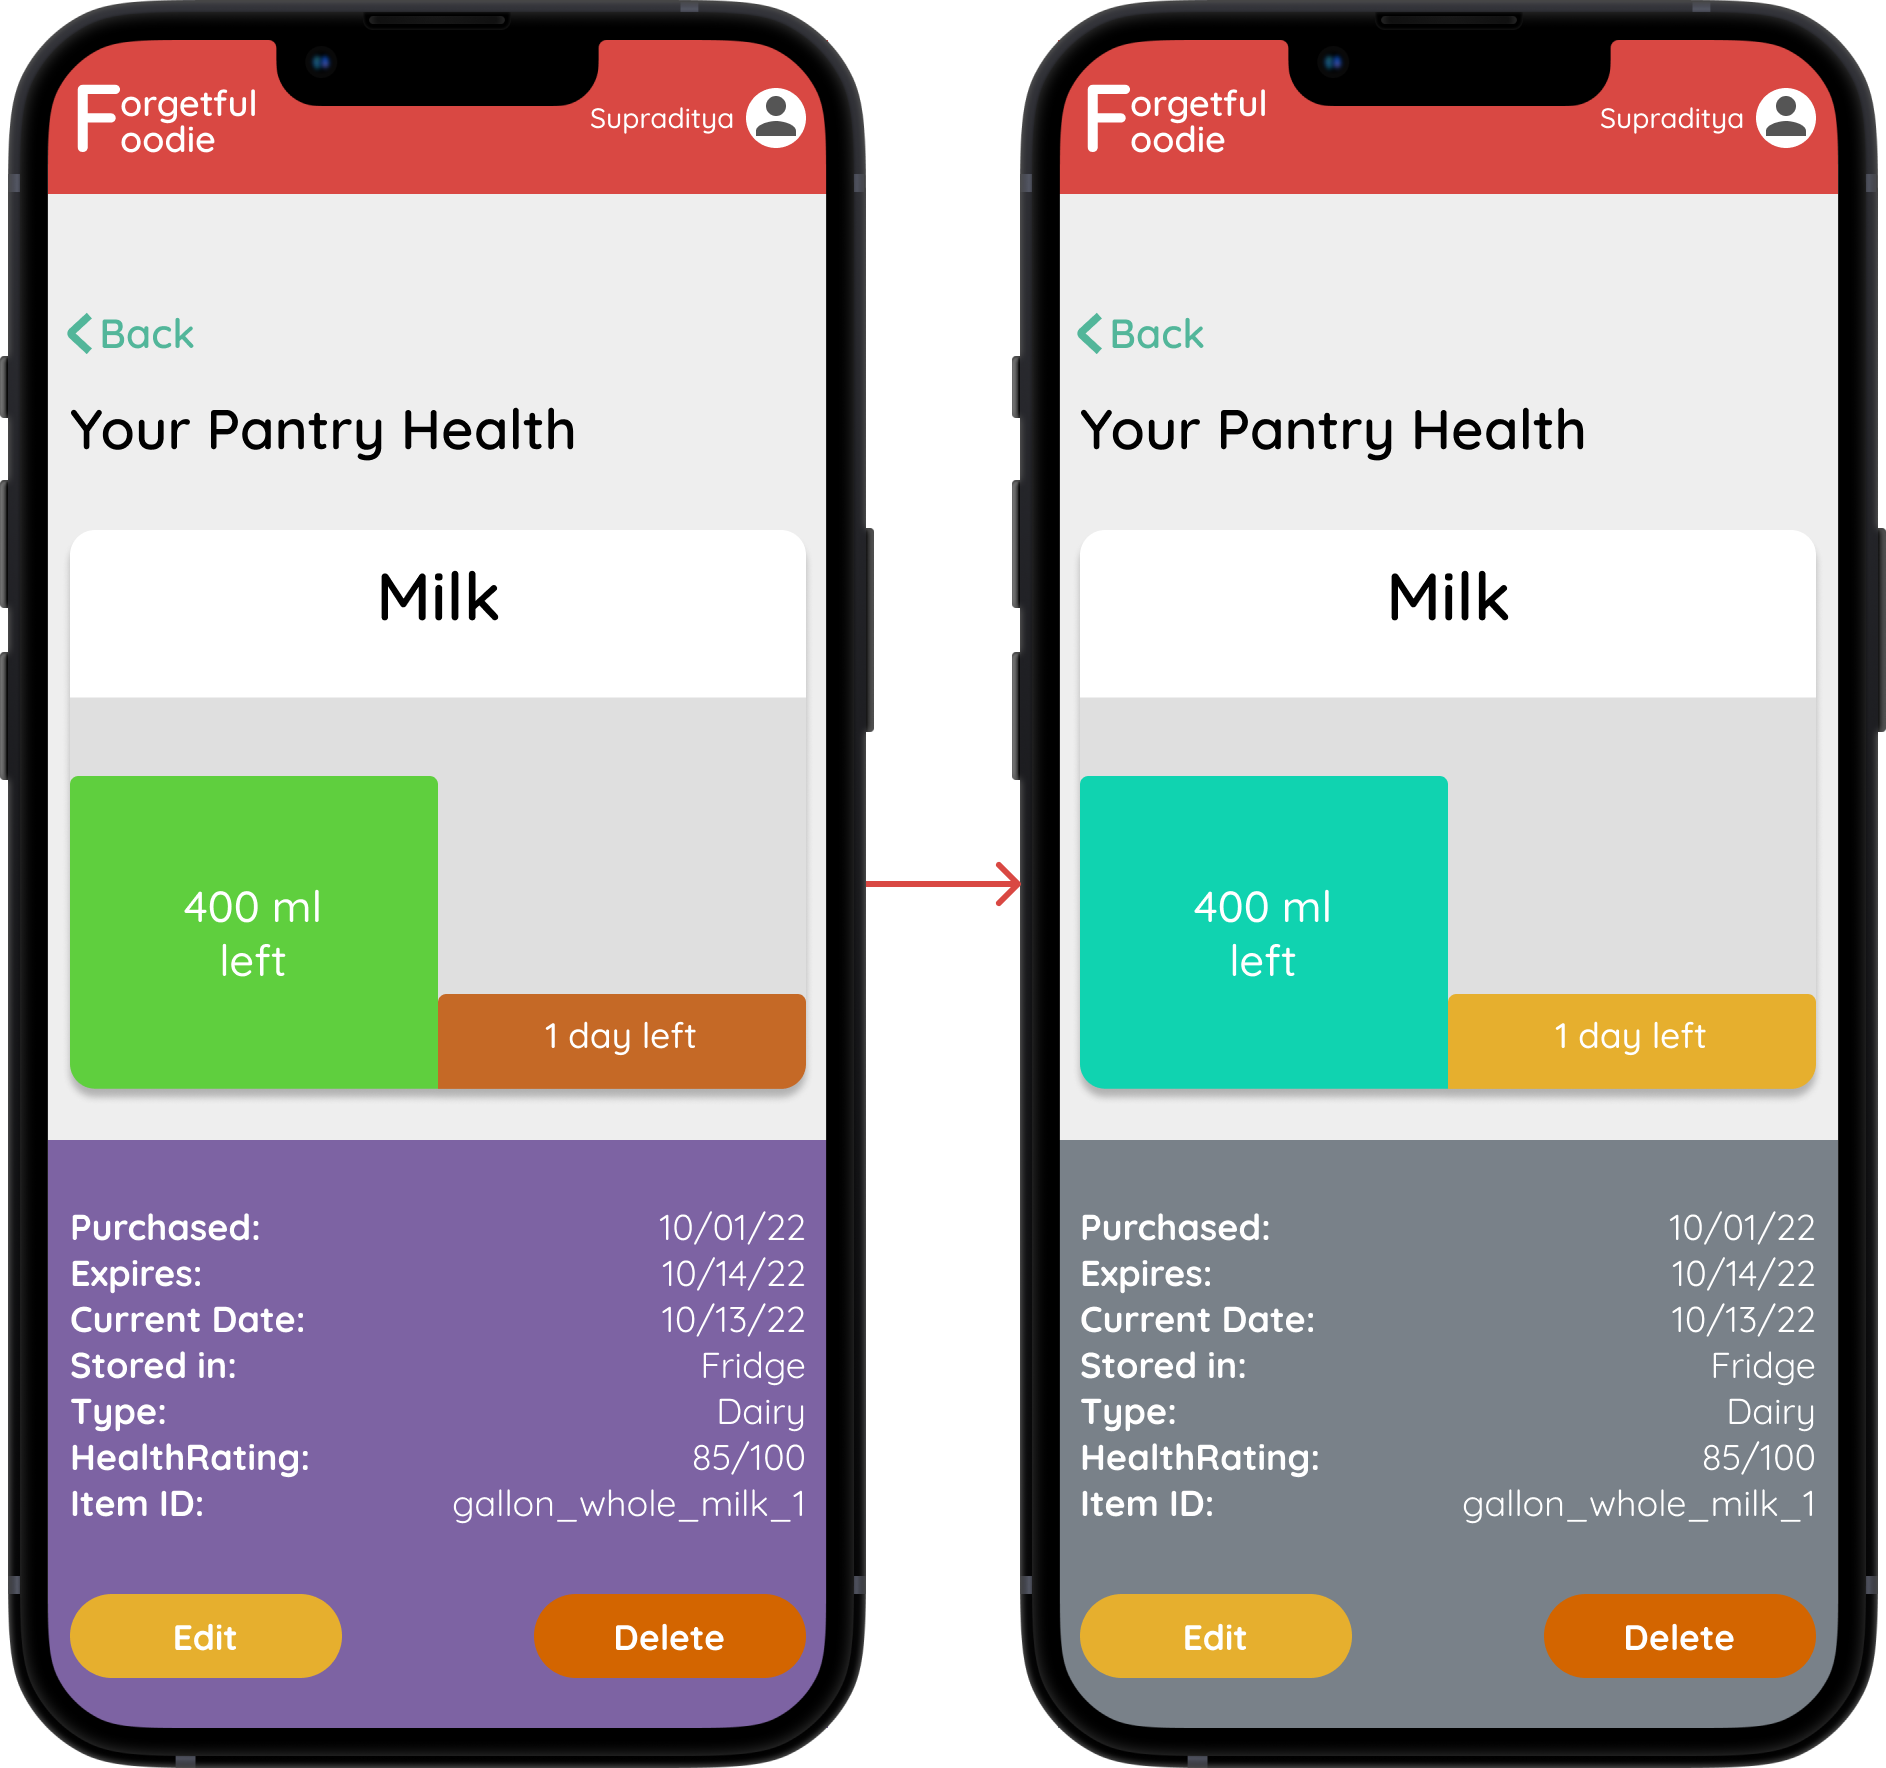 Forgetful
Foodie
Supraditya
Back
Your Pantry Health
Milk
400 ml
left
1 day left
Purchased: 10/01/22
Expires: 10/14/22
Current Date: 10/13/22
Stored in: Fridge
Type: Dairy
HealthRating: 85/100
Item ID: gallon_whole_milk_1
Edit Delete
Forgetful
Foodie
Supraditya
Back
Your Pantry Health
Milk
400 ml
left
1 day left
Purchased: 10/01/22
Expires: 10/14/22
Current Date: 10/13/22
Stored in: Fridge
Type: Dairy
HealthRating: 85/100
Item ID: gallon_whole_milk_1
Edit Delete